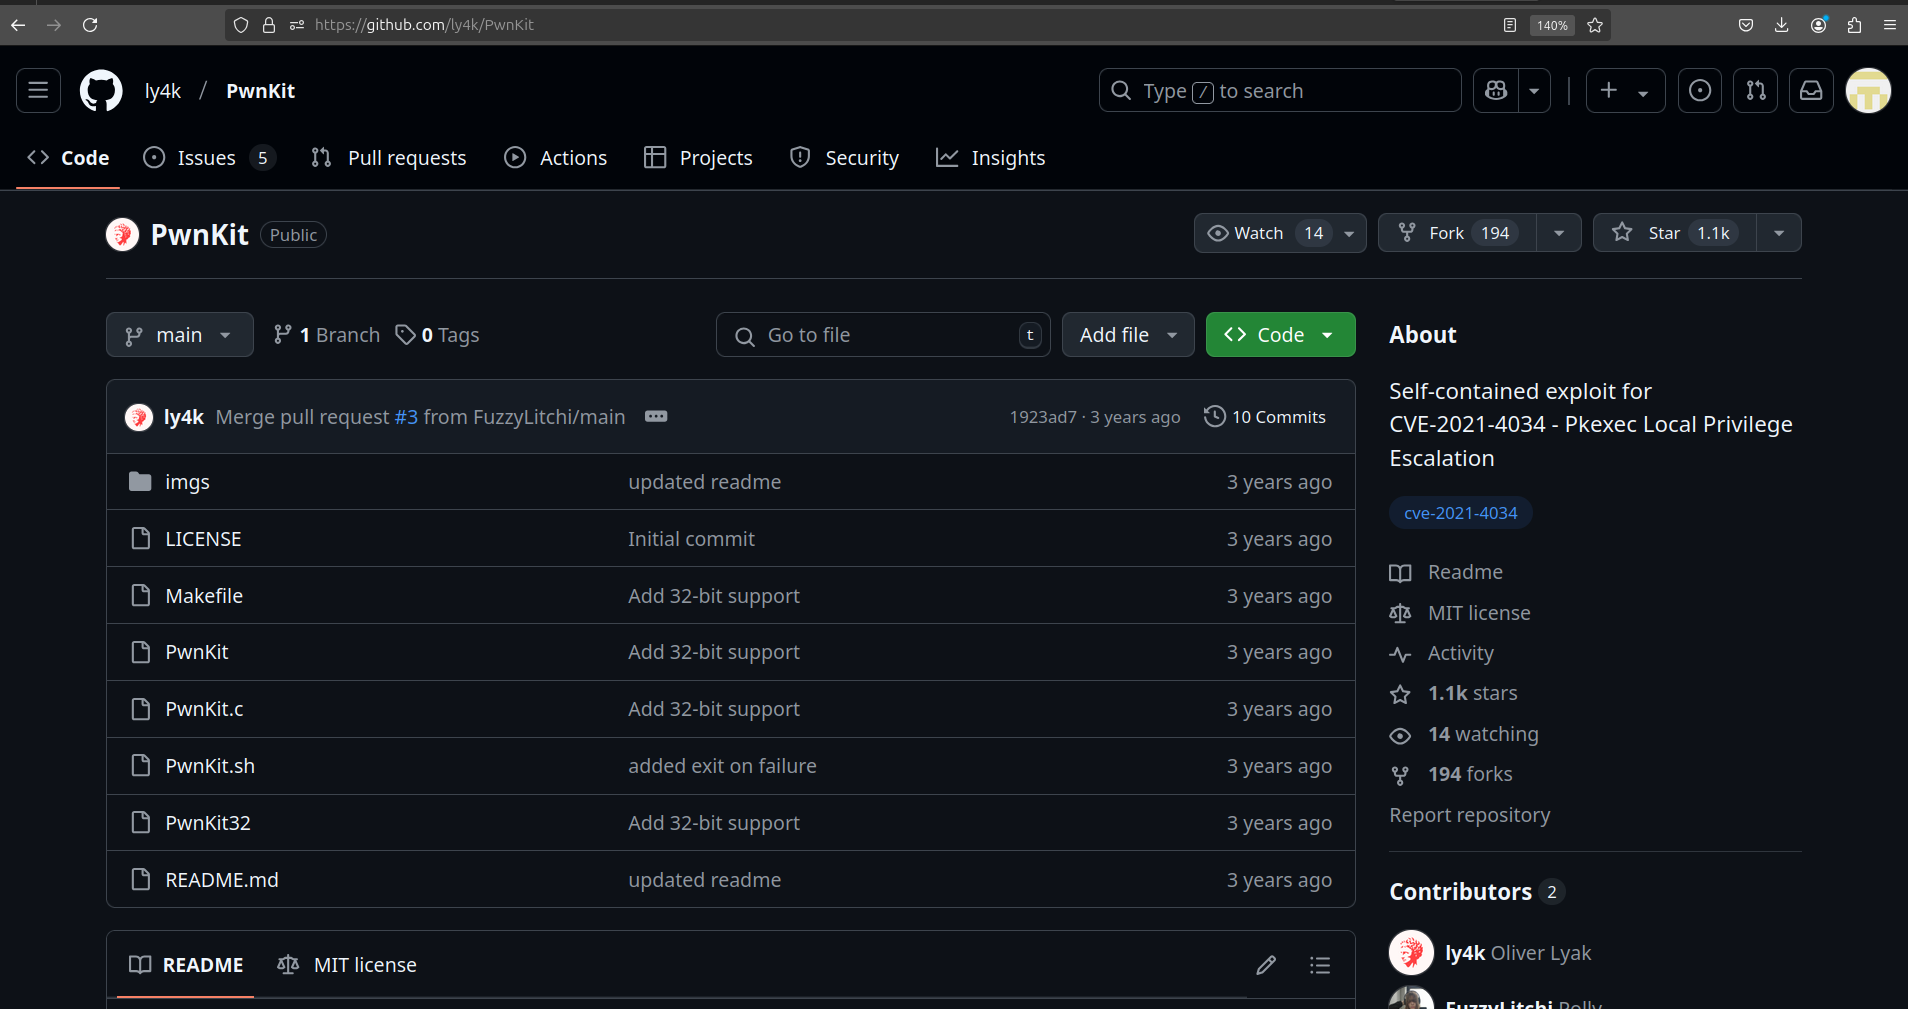 https://github.com/ly4k/PwnKit 140%
ly4k / PwnKit Type / to search
Code Issues 5 Pull requests Actions Projects Security Insights
PwnKit Public Watch 14 Fork 194 Star 1.1k
main 1 Branch 0 Tags Go to file t Add file Code
ly4k Merge pull request #3 from FuzzyLitchi/main 1923ad7 · 3 years ago 10 Commits
imgs updated readme 3 years ago
LICENSE Initial commit 3 years ago
Makefile Add 32-bit support 3 years ago
PwnKit Add 32-bit support 3 years ago
PwnKit.c Add 32-bit support 3 years ago
PwnKit.sh added exit on failure 3 years ago
PwnKit32 Add 32-bit support 3 years ago
README.md updated readme 3 years ago
README MIT license
About
Self-contained exploit for
CVE-2021-4034 - Pkexec Local Privilege
Escalation
cve-2021-4034
Readme
MIT license
Activity
1.1k stars
14 watching
194 forks
Report repository
Contributors 2
ly4k Oliver Lyak
FuzzyLitchi Polly